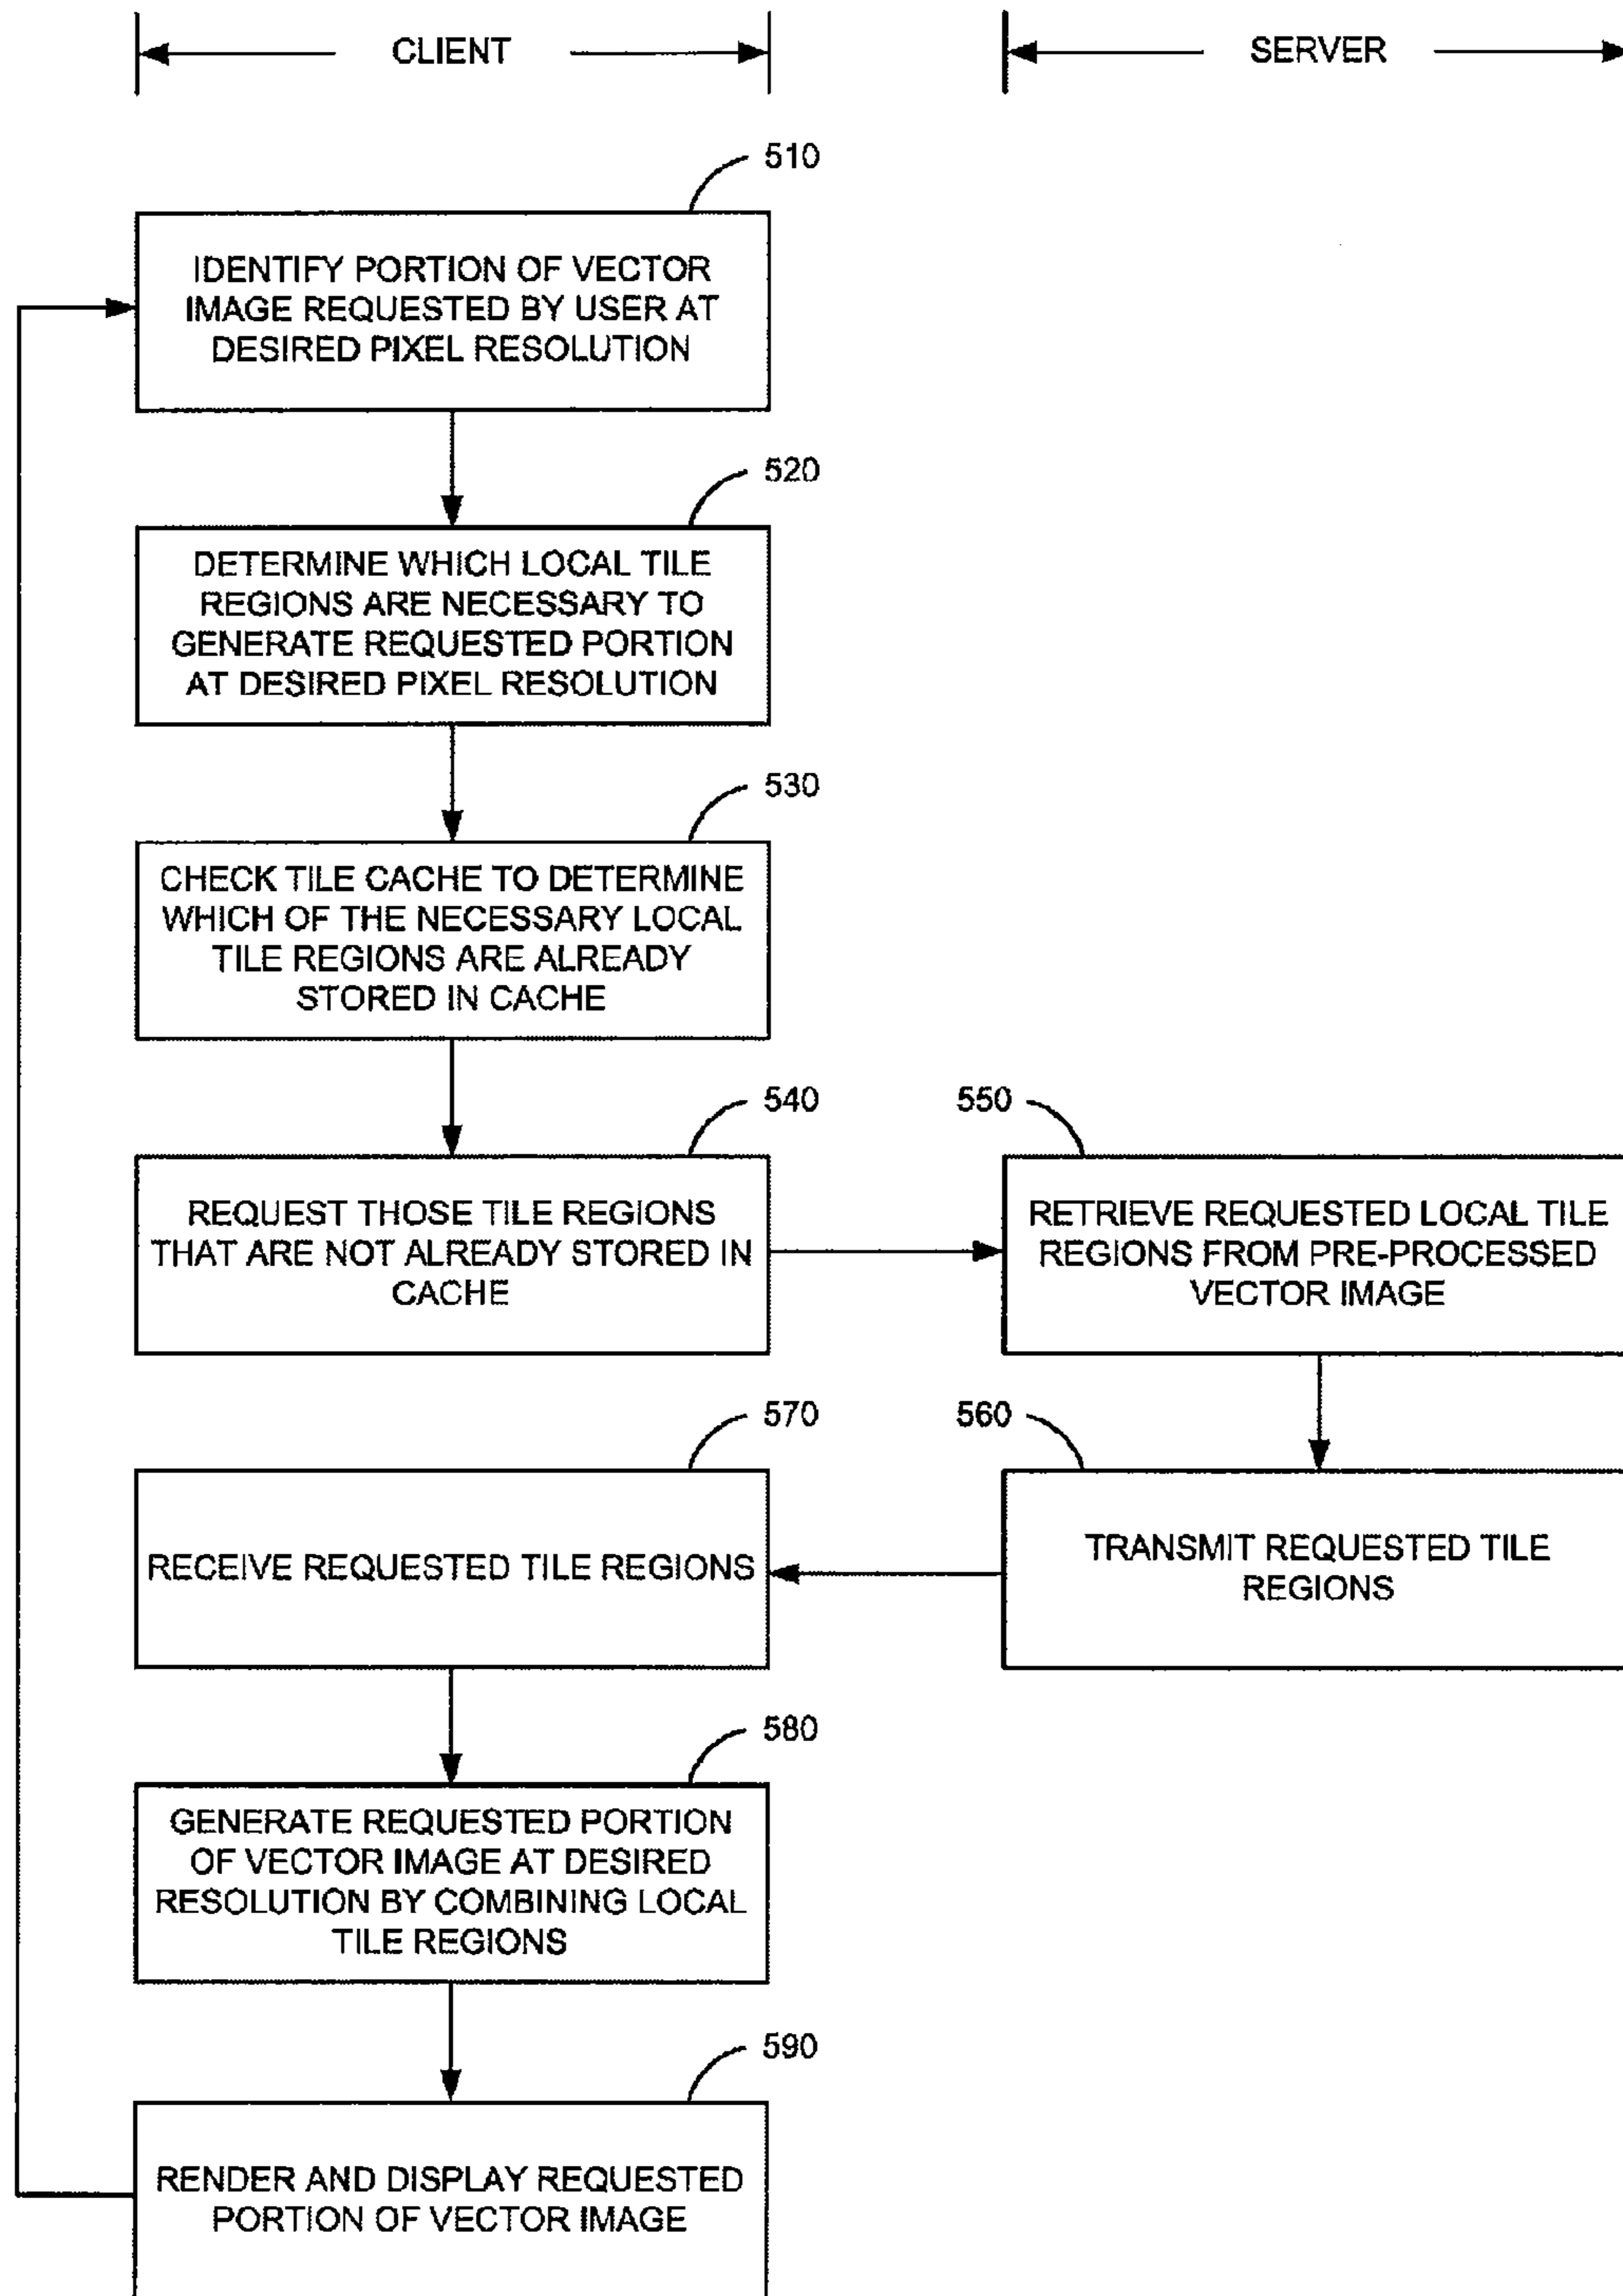 CLIENT
SERVER
510
IDENTIFY PORTION OF VECTOR
IMAGE REQUESTED BY USER AT
DESIRED PIXEL RESOLUTION
520
DETERMINE WHICH LOCAL TILE
REGIONS ARE NECESSARY TO
GENERATE REQUESTED PORTION
AT DESIRED PIXEL RESOLUTION
530
CHECK TILE CACHE TO DETERMINE
WHICH OF THE NECESSARY LOCAL
TILE REGIONS ARE ALREADY
STORED IN CACHE
540
REQUEST THOSE TILE REGIONS
THAT ARE NOT ALREADY STORED IN
CACHE
550
RETRIEVE REQUESTED LOCAL TILE
REGIONS FROM PRE-PROCESSED
VECTOR IMAGE
560
TRANSMIT REQUESTED TILE
REGIONS
570
RECEIVE REQUESTED TILE REGIONS
580
GENERATE REQUESTED PORTION
OF VECTOR IMAGE AT DESIRED
RESOLUTION BY COMBINING LOCAL
TILE REGIONS
590
RENDER AND DISPLAY REQUESTED
PORTION OF VECTOR IMAGE